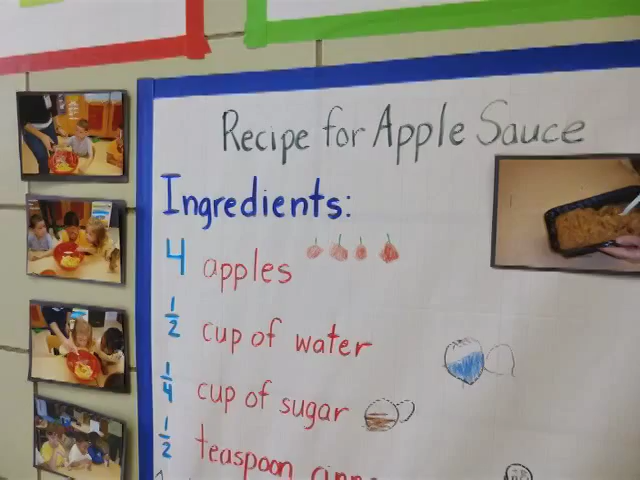 Recipe for Apple Sauce
Ingredients:
4 apples
1/2 cup of water
1/4 cup of sugar
1/2 teaspoon